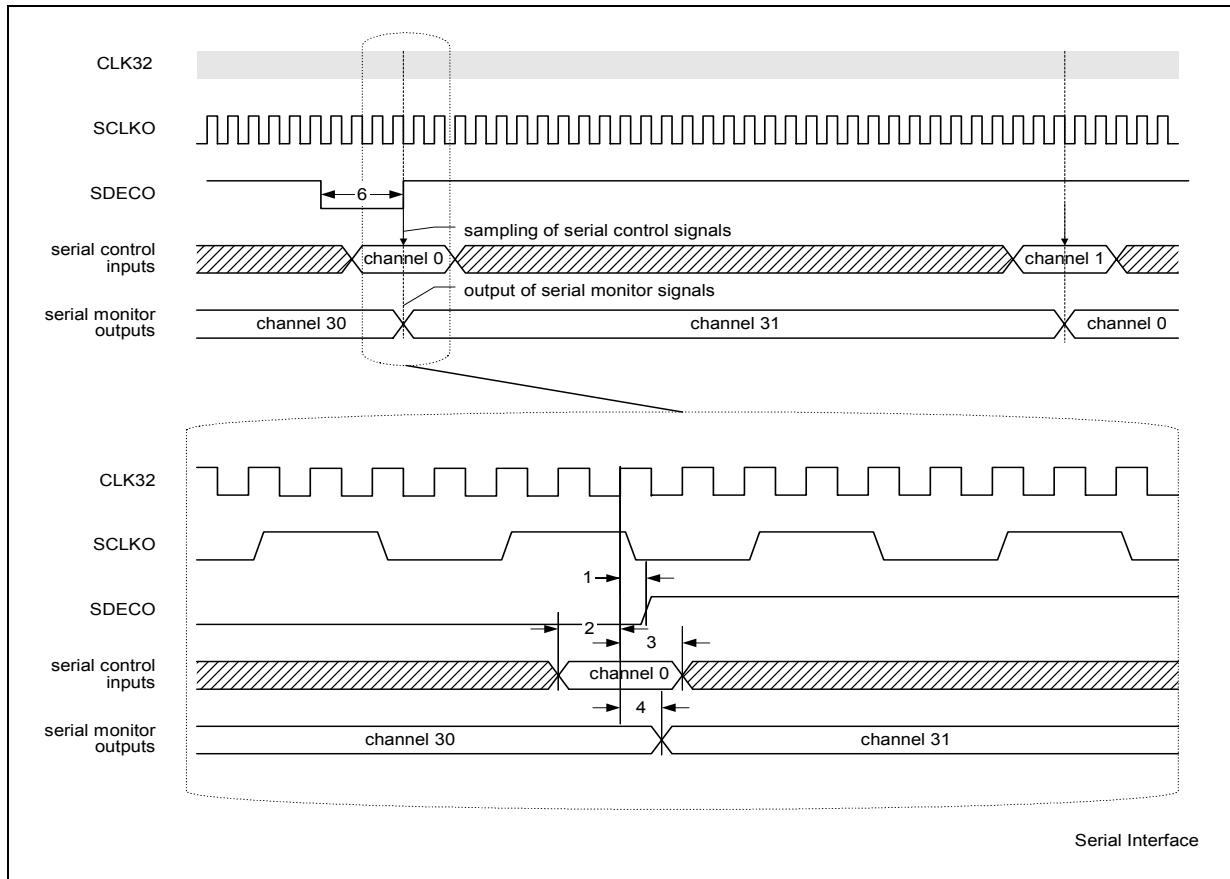 CLK32
SCLKO
SDECO
6
sampling of serial control signals
serial control
inputs
channel 0
channel 1
output of serial monitor signals
serial monitor
outputs
channel 30
channel 31
channel 0
CLK32
SCLKO
1
SDECO
2
3
serial control
inputs
channel 0
4
serial monitor
outputs
channel 30
channel 31
Serial Interface